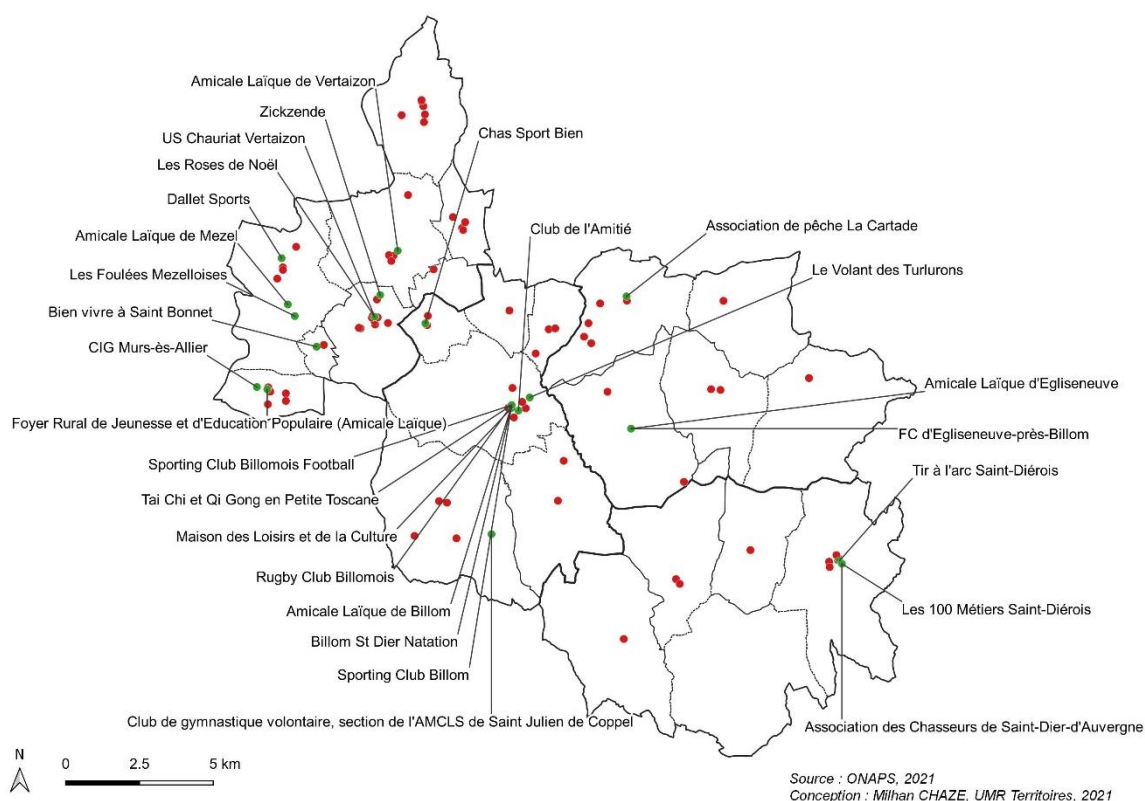 Amicale Laïque de Vertaizon
Zickzende
Chas Sport Bien
US Chauriat Vertaizon
Les Roses de Noël
Dallet Sports
Club de l'Amitié
Association de pêche La Cartade
Amicale Laïque de Mezel
Le Volant des Turlurons
Les Foulées Mezelloises
Bien vivre à Saint Bonnet
CIG Murs-ès-Allier
Amicale Laïque d'Egliseneuve
Foyer Rural de Jeunesse et d'Education Populaire (Amicale Laïque)
FC d'Egliseneuve-près-Billom
Sporting Club Billomois Football
Tir à l'arc Saint-Diérois
Tai Chi et Qi Gong en Petite Toscane
Maison des Loisirs et de la Culture
Rugby Club Billomois
Amicale Laïque de Billom
Les 100 Métiers Saint-Diérois
Billom St Dier Natation
Sporting Club Billom
Club de gymnastique volontaire, section de l'AMCLS de Saint Julien de Coppel
Association des Chasseurs de Saint-Dier-d'Auvergne
N
0 2.5 5 km
Source : ONAPS, 2021
Conception : Milhan CHAZE, UMR Territoires, 2021